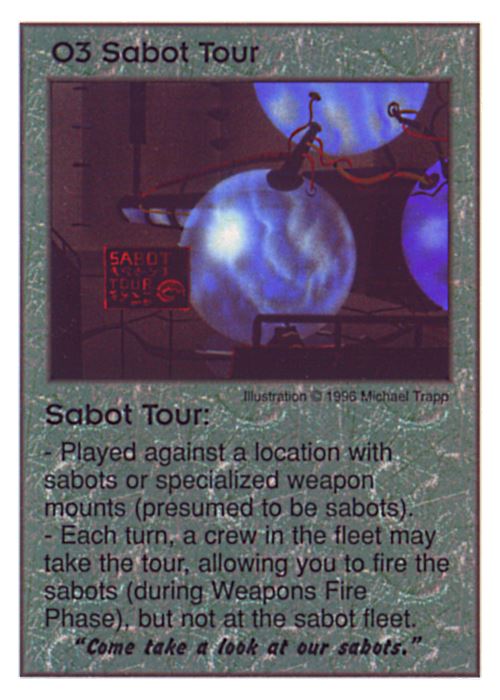 O3 Sabot Tour
SABOT
TOUR
Illustration © 1996 Michael Trapp
Sabot Tour:
- Played against a location with
sabots or specialized weapon
mounts (presumed to be sabots).
- Each turn, a crew in the fleet may
take the tour, allowing you to fire the
sabots (during Weapons Fire
Phase), but not at the sabot fleet.
"Come take a look at our sabots."